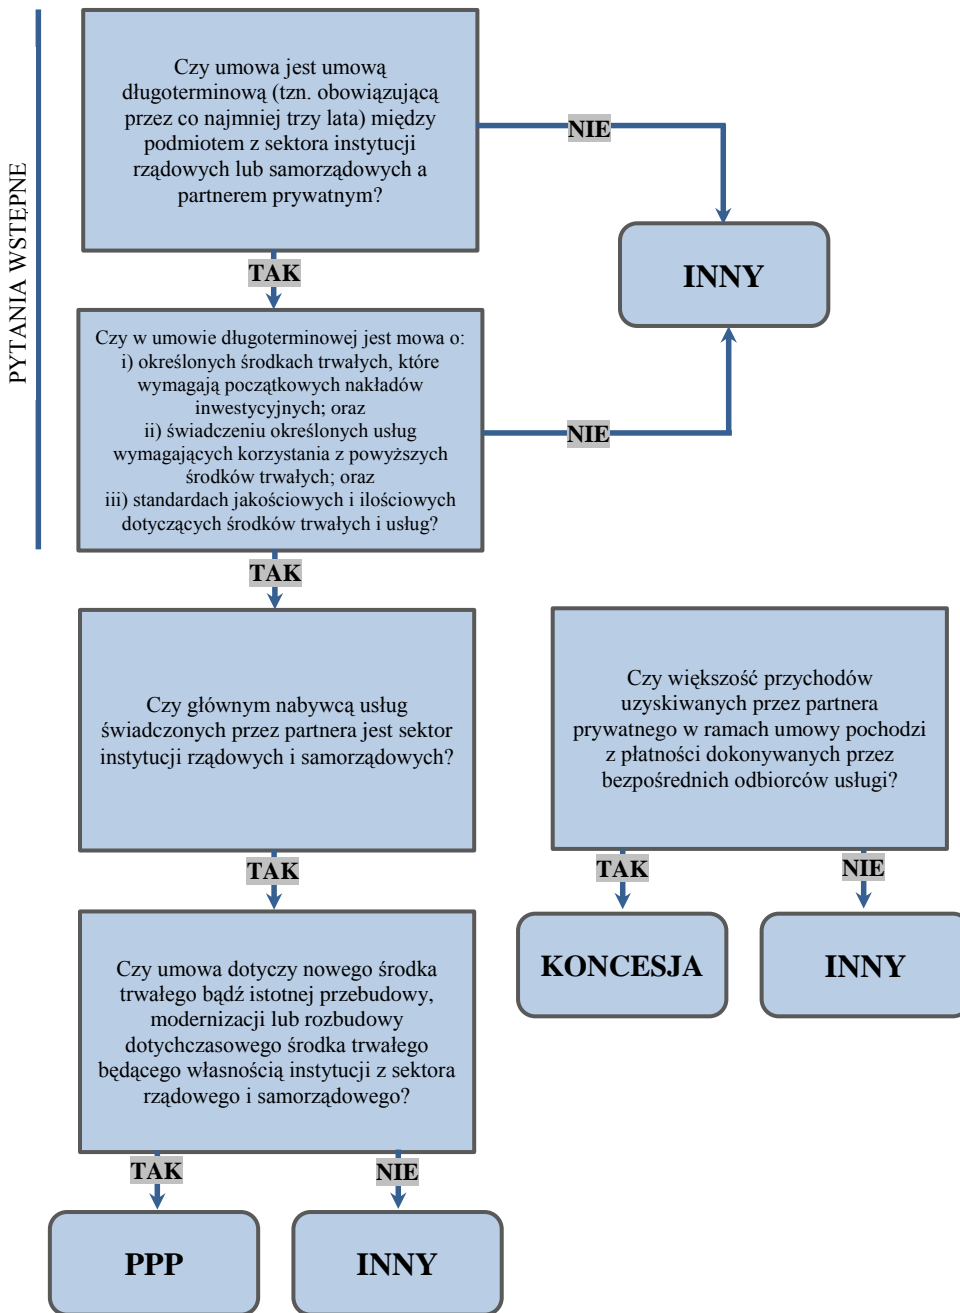 PYTANIA WSTĘPNE
Czy umowa jest umową
długoterminową (tzn. obowiązującą
przez co najmniej trzy lata) między
podmiotem z sektora instytucji
rządowych lub samorządowych a
partnerem prywatnym?
NIE
INNY
TAK
Czy w umowie długoterminowej jest mowa o:
i) określonych środkach trwałych, które
wymagają początkowych nakładów
inwestycyjnych; oraz
ii) świadczeniu określonych usług
wymagających korzystania z powyższych
środków trwałych; oraz
iii) standardach jakościowych i ilościowych
dotyczących środków trwałych i usług?
NIE
TAK
Czy głównym nabywcą usług
świadczonych przez partnera jest sektor
instytucji rządowych i samorządowych?
Czy większość przychodów
uzyskiwanych przez partnera
prywatnego w ramach umowy pochodzi
z płatności dokonywanych przez
bezpośrednich odbiorców usługi?
TAK
TAK
NIE
KONCESJA
INNY
Czy umowa dotyczy nowego środka
trwałego bądź istotnej przebudowy,
modernizacji lub rozbudowy
dotychczasowego środka trwałego
będącego własnością instytucji z sektora
rządowego i samorządowego?
TAK
NIE
PPP
INNY